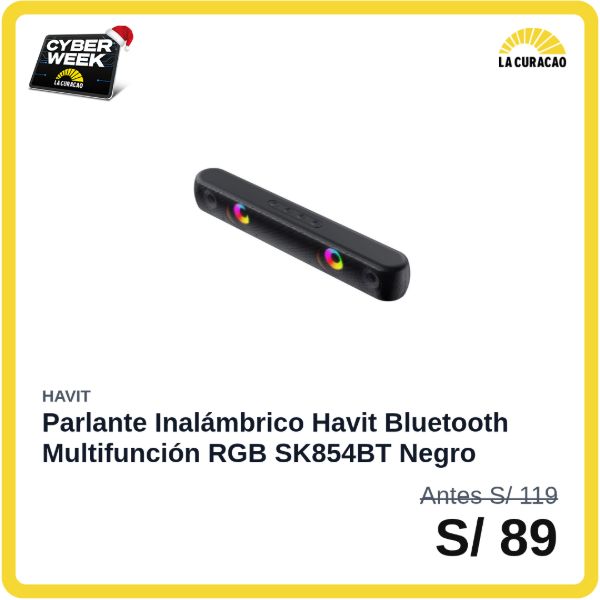 CYBER
WEEK
LA CURACAO
LA CURACAO
HAVIT
Parlante Inalámbrico Havit Bluetooth
Multifunción RGB SK854BT Negro
Antes S/ 119
S/ 89